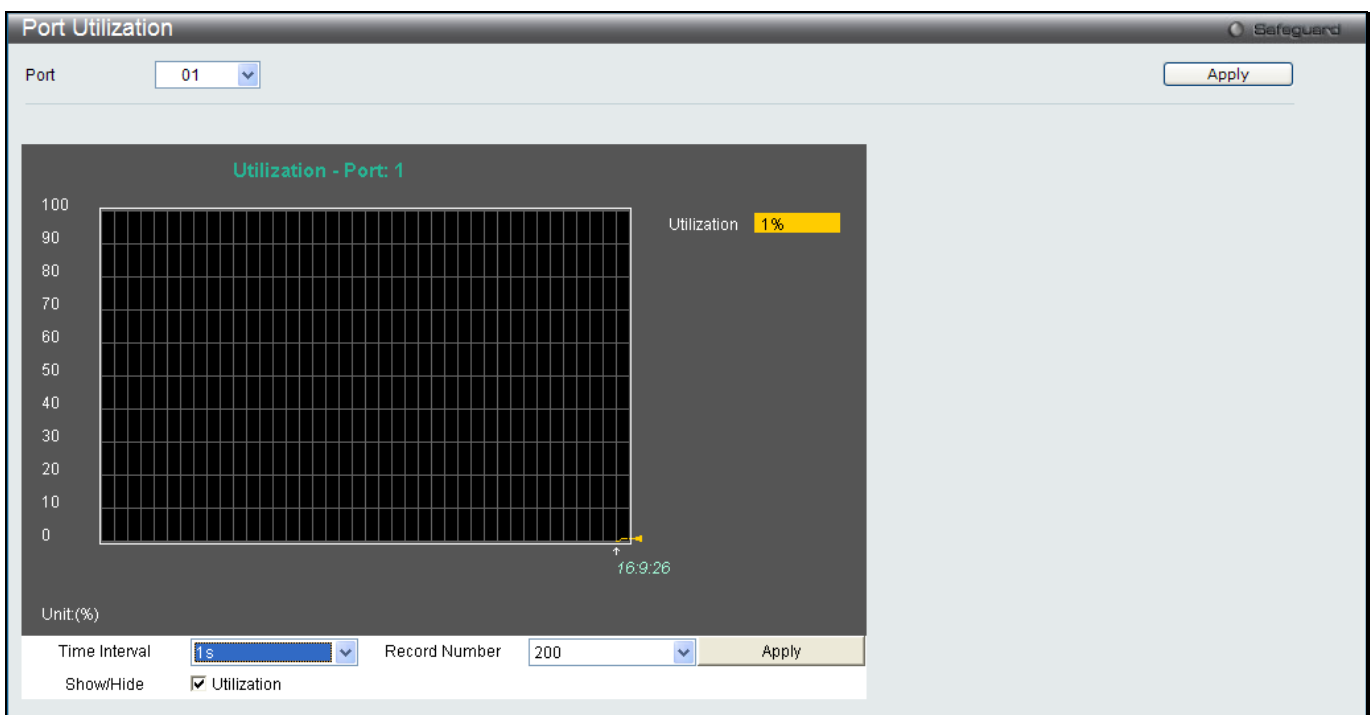 Port Utilization
Safeguard
Port 01 Apply
Utilization - Port: 1
100
Utilization 1%
90
80
70
60
50
40
30
20
10
0
16:9:26
Unit:(%)
Time Interval 1s Record Number 200 Apply
Show/Hide Utilization